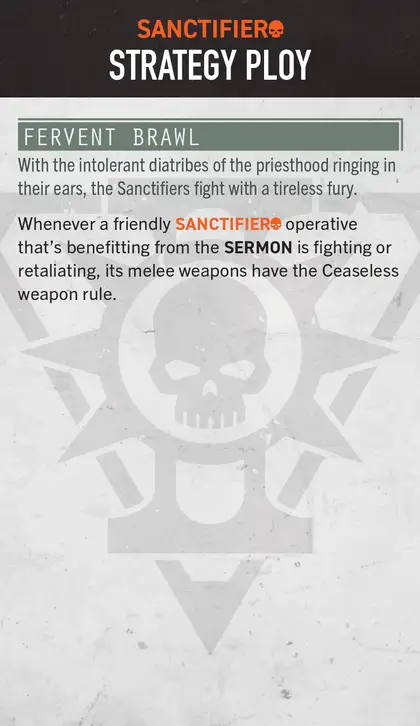 SANCTIFIER
STRATEGY PLOY
FERVENT BRAWL
With the intolerant diatribes of the priesthood ringing in
their ears, the Sanctifiers fight with a tireless fury.
Whenever a friendly SANCTIFIER operative
that’s benefitting from the SERMON is fighting or
retaliating, its melee weapons have the Ceaseless
weapon rule.